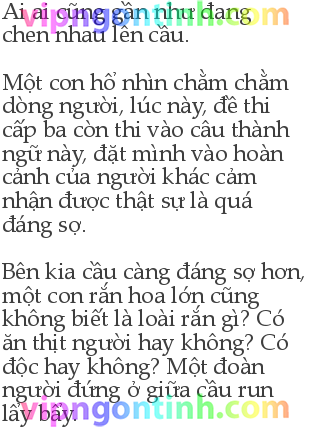 vipngontinh.com
Ai ai cũng gần như đang
chen nhau lên cầu.
Một con hổ nhìn chằm chằm
dòng người, lúc này, đề thi
cấp ba còn thi vào câu thành
ngữ này, đặt mình vào hoàn
cảnh của người khác cảm
nhận được thật sự là quá
đáng sợ.
Bên kia cầu càng đáng sợ hơn,
một con rắn hoa lớn cũng
không biết là loài rắn gì? Có
ăn thịt người hay không? Có
độc hay không? Một đoàn
người đứng ở giữa cầu run
lẩy bẩy.
vipngontinh.com